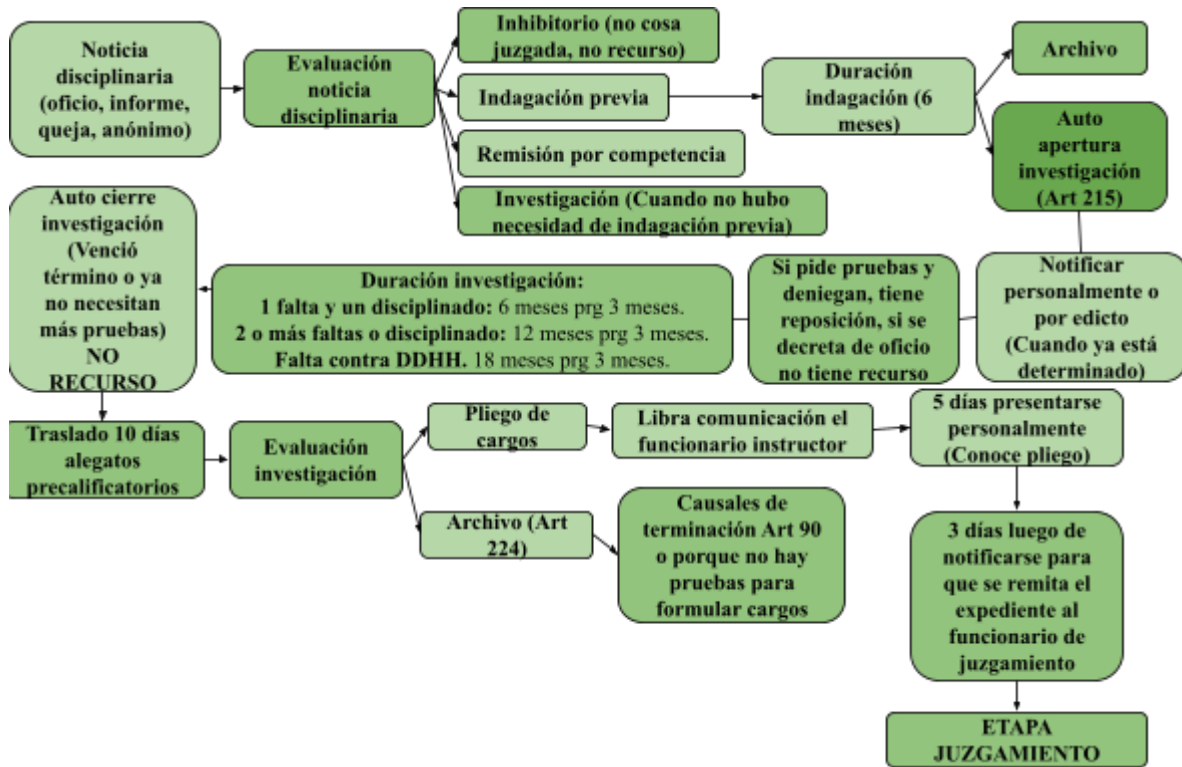 Noticia
disciplinaria
(oficio, informe,
queja, anónimo)
Evaluación
noticia
disciplinaria
Inhibitorio (no cosa
juzgada, no recurso)
Indagación previa
Remisión por competencia
Investigación (Cuando no hubo
necesidad de indagación previa)
Duración
indagación (6
meses)
Archivo
Auto
apertura
investigación
(Art 215)
Notificar
personalmente o
por edicto
(Cuando ya está
determinado)
Si pide pruebas y
deniegan, tiene
reposición, si se
decreta de oficio
no tiene recurso
Duración investigación:
1 falta y un disciplinado: 6 meses prg 3 meses.
2 o más faltas o disciplinado: 12 meses prg 3 meses.
Falta contra DDHH. 18 meses prg 3 meses.
Auto cierre
investigación
(Venció
término o ya
no necesitan
más pruebas)
NO
RECURSO
Traslado 10 días
alegatos
precalificatorios
Evaluación
investigación
Pliego de
cargos
Libra comunicación el
funcionario instructor
5 días presentarse
personalmente
(Conoce pliego)
Archivo (Art
224)
Causales de
terminación Art 90
o porque no hay
pruebas para
formular cargos
3 días luego de
notificarse para
que se remita el
expediente al
funcionario de
juzgamiento
ETAPA
JUZGAMIENTO